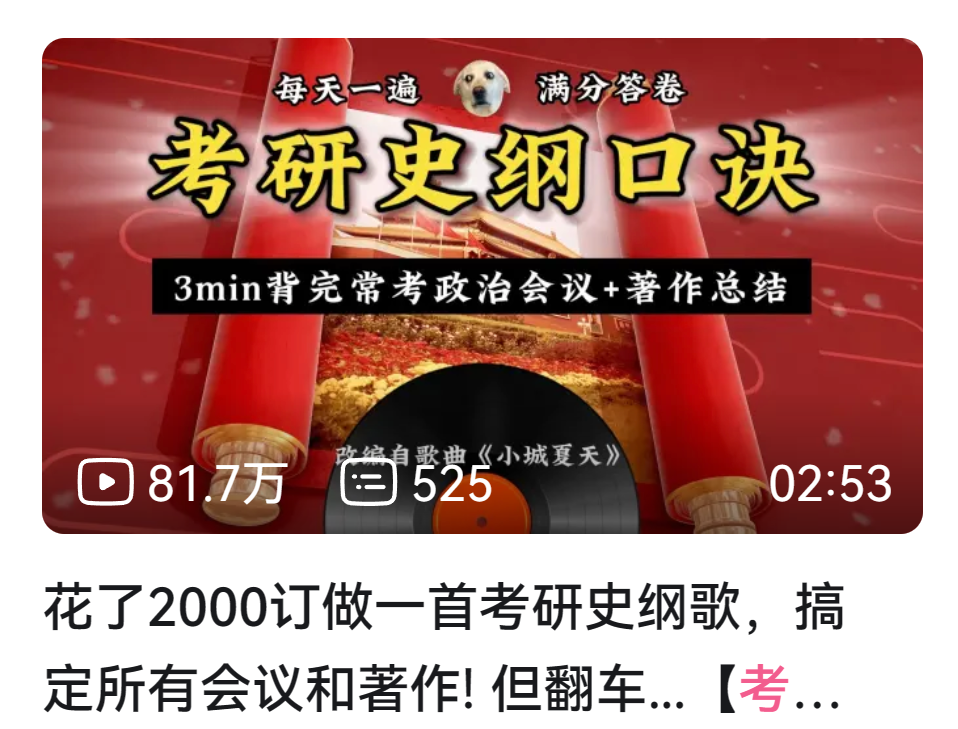 每天一遍 满分答卷
考研史纲口诀
3min背完常考政治会议+著作总结
改编自歌曲《小城夏天》
81.7万 525 02:53
花了2000订做一首考研史纲歌，搞
定所有会议和著作! 但翻车...【考...